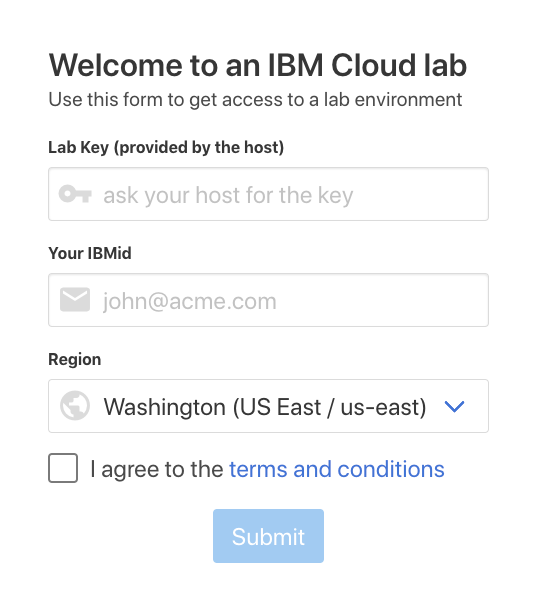 Welcome to an IBM Cloud lab
Use this form to get access to a lab environment
Lab Key (provided by the host)
ask your host for the key
Your IBMid
john@acme.com
Region
Washington (US East / us-east)
I agree to the terms and conditions
Submit